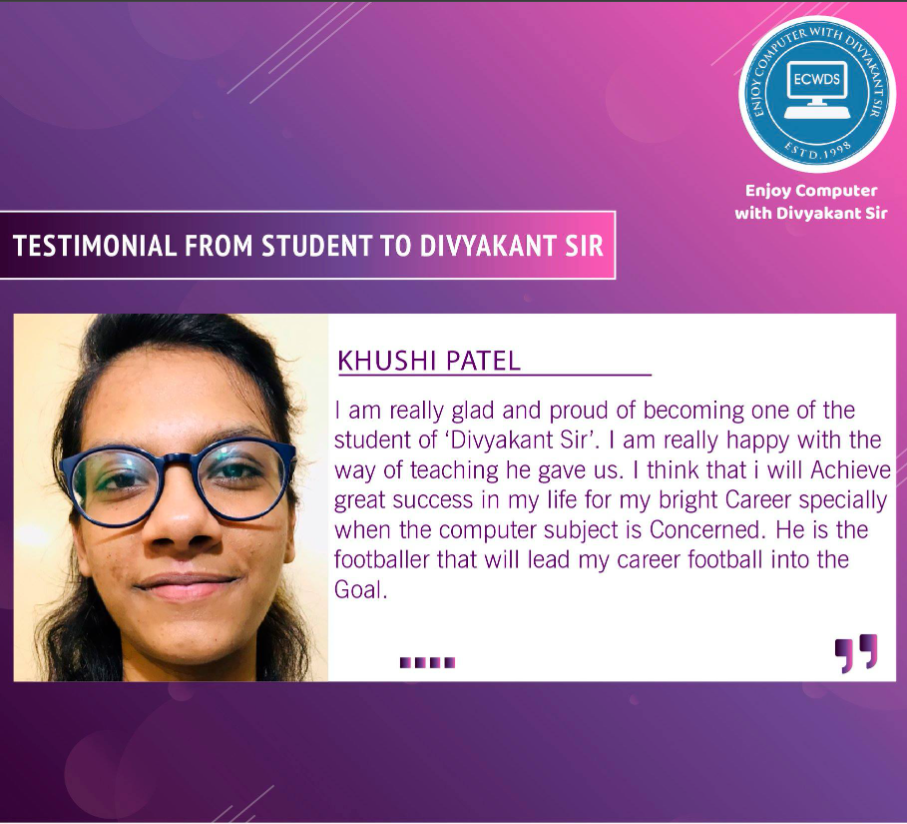 ENJOY COMPUTER WITH DIVYAKANT SIR
ECWDS
ESTD.1998
Enjoy Computer
with Divyakant Sir
TESTIMONIAL FROM STUDENT TO DIVYAKANT SIR
KHUSHI PATEL
I am really glad and proud of becoming one of the
student of ‘Divyakant Sir’. I am really happy with the
way of teaching he gave us. I think that i will Achieve
great success in my life for my bright Career specially
when the computer subject is Concerned. He is the
footballer that will lead my career football into the
Goal.